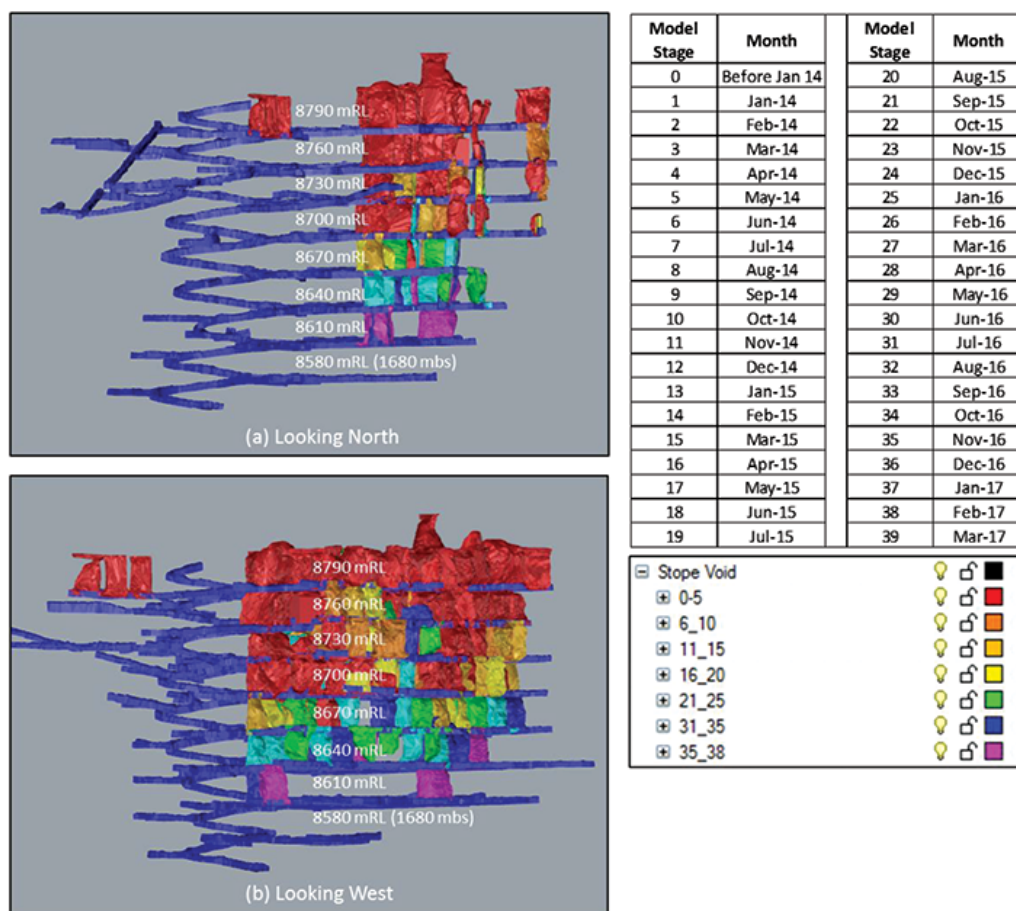 8790 mRL
8760 mRL
8730 mRL
8700 mRL
8670 mRL
8640 mRL
8610 mRL
8580 mRL (1680 mbs)
(a) Looking North
8790 mRL
8760 mRL
8730 mRL
8700 mRL
8670 mRL
8640 mRL
8610 mRL
8580 mRL (1680 mbs)
(b) Looking West
Model Stage Month Model Stage Month
0 Before Jan 14 20 Aug-15
1 Jan-14 21 Sep-15
2 Feb-14 22 Oct-15
3 Mar-14 23 Nov-15
4 Apr-14 24 Dec-15
5 May-14 25 Jan-16
6 Jun-14 26 Feb-16
7 Jul-14 27 Mar-16
8 Aug-14 28 Apr-16
9 Sep-14 29 May-16
10 Oct-14 30 Jun-16
11 Nov-14 31 Jul-16
12 Dec-14 32 Aug-16
13 Jan-15 33 Sep-16
14 Feb-15 34 Oct-16
15 Mar-15 35 Nov-16
16 Apr-15 36 Dec-16
17 May-15 37 Jan-17
18 Jun-15 38 Feb-17
19 Jul-15 39 Mar-17
Stope Void
0-5
6_10
11_15
16_20
21_25
31_35
35_38